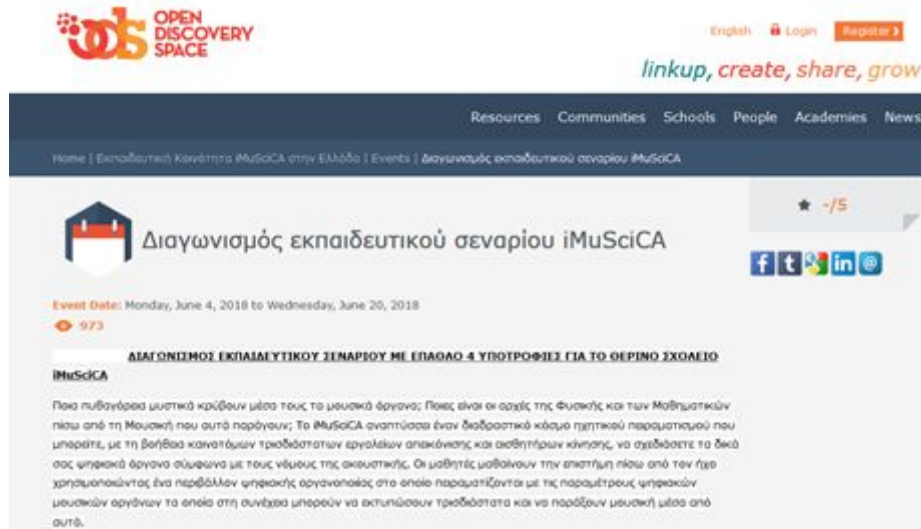 OPEN
DISCOVERY
SPACE
English Login Register
linkup, create, share, grow
Resources Communities Schools People Academies News
Home | Εκπαιδευτική Κοινότητα iMuSciCA στην Ελλάδα | Events | Διαγωνισμός εκπαιδευτικού σεναρίου iMuSciCA
-/5
Διαγωνισμός εκπαιδευτικού σεναρίου iMuSciCA
Event Date: Monday, June 4, 2018 to Wednesday, June 20, 2018
973
ΔΙΑΓΩΝΙΣΜΟΣ ΕΚΠΑΙΔΕΥΤΙΚΟΥ ΣΕΝΑΡΙΟΥ ΜΕ ΕΠΑΘΛΟ 4 ΥΠΟΤΡΟΦΙΕΣ ΓΙΑ ΤΟ ΘΕΡΙΝΟ ΣΧΟΛΕΙΟ
iMuSciCA
Ποια πυθαγόρεια μυστικά κρύβουν μέσα τους τα μουσικά όργανα; Ποιες είναι οι αρχές της Φυσικής και των Μαθηματικών
πίσω από τη Μουσική που αυτά παράγουν; Το iMuSciCA αναπτύσσει έναν διαδραστικό κόσμο ηχητικού πειραματισμού που
μπορείτε, με τη βοήθεια καινοτόμων τρισδιάστατων εργαλείων απεικόνισης και αισθητήρων κίνησης, να σχεδιάσετε τα δικά
σας ψηφιακά όργανα σύμφωνα με τους νόμους της ακουστικής. Οι μαθητές μαθαίνουν την επιστήμη πίσω από τον ήχο
χρησιμοποιώντας ένα περιβάλλον ψηφιακής οργανοποιίας στο οποίο πειραματίζονται με τις παραμέτρους ψηφιακών
μουσικών οργάνων τα οποία στη συνέχεια μπορούν να εκτυπώσουν τρισδιάστατα και να παράξουν μουσική μέσα από
αυτά.